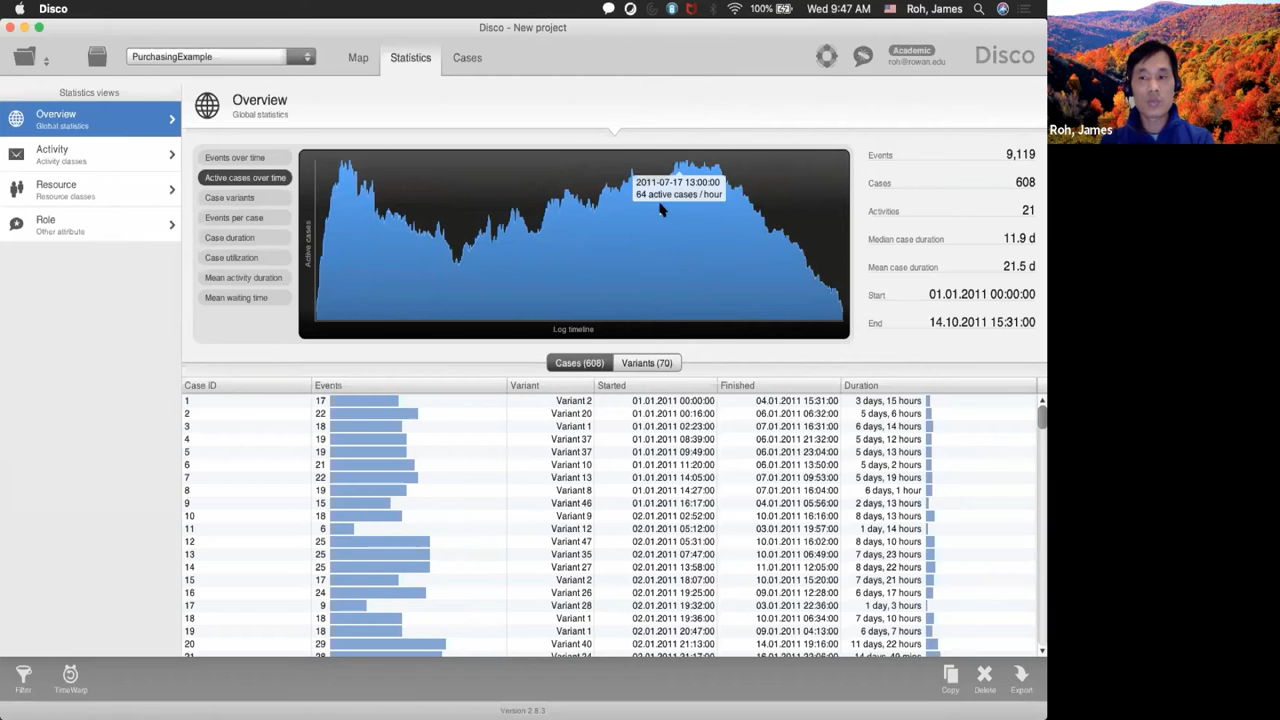 Disco
100%
Wed 9:47 AM
Roh, James
Disco - New project
PurchasingExample
Map
Statistics
Cases
Academic
roh@rowan.edu
Disco
Statistics views
Overview
Global statistics
Activity
Activity classes
Resource
Resource classes
Role
Other attribute
Overview
Global statistics
Events over time
Active cases over time
Case variants
Events per case
Case duration
Case utilization
Mean activity duration
Mean waiting time
Active cases
2011-07-17 13:00:00
64 active cases / hour
Log timeline
Events 9,119
Cases 608
Activities 21
Median case duration 11.9 d
Mean case duration 21.5 d
Start 01.01.2011 00:00:00
End 14.10.2011 15:31:00
Cases (608) Variants (70)
Case ID Events Variant Started Finished Duration
1 17 Variant 2 01.01.2011 00:00:00 04.01.2011 15:31:00 3 days, 15 hours
2 22 Variant 20 01.01.2011 00:16:00 06.01.2011 06:32:00 5 days, 6 hours
3 18 Variant 1 01.01.2011 02:23:00 07.01.2011 16:31:00 6 days, 14 hours
4 19 Variant 37 01.01.2011 08:39:00 06.01.2011 21:32:00 5 days, 12 hours
5 19 Variant 37 01.01.2011 09:49:00 06.01.2011 23:04:00 5 days, 13 hours
6 21 Variant 10 01.01.2011 11:20:00 06.01.2011 13:50:00 5 days, 2 hours
7 22 Variant 13 01.01.2011 14:05:00 07.01.2011 09:53:00 5 days, 19 hours
8 19 Variant 8 01.01.2011 14:27:00 07.01.2011 16:04:00 6 days, 1 hour
9 15 Variant 46 01.01.2011 16:17:00 04.01.2011 05:56:00 2 days, 13 hours
10 18 Variant 9 02.01.2011 02:52:00 10.01.2011 16:16:00 8 days, 13 hours
11 6 Variant 12 02.01.2011 05:12:00 03.01.2011 19:57:00 1 day, 14 hours
12 25 Variant 47 02.01.2011 05:31:00 10.01.2011 16:02:00 8 days, 10 hours
13 25 Variant 35 02.01.2011 07:47:00 10.01.2011 06:49:00 7 days, 23 hours
14 25 Variant 27 02.01.2011 13:58:00 11.01.2011 12:05:00 8 days, 22 hours
15 17 Variant 2 02.01.2011 18:07:00 10.01.2011 15:20:00 7 days, 21 hours
16 24 Variant 26 02.01.2011 19:25:00 09.01.2011 12:28:00 6 days, 17 hours
17 9 Variant 28 02.01.2011 19:32:00 03.01.2011 22:36:00 1 day, 3 hours
18 18 Variant 1 02.01.2011 19:36:00 10.01.2011 06:34:00 7 days, 10 hours
19 18 Variant 1 02.01.2011 20:47:00 09.01.2011 04:13:00 6 days, 7 hours
20 29 Variant 40 02.01.2011 21:13:00 14.01.2011 19:16:00 11 days, 22 hours
Filter
TimeWarp
Copy
Delete
Export
Version 2.8.3
Roh, James